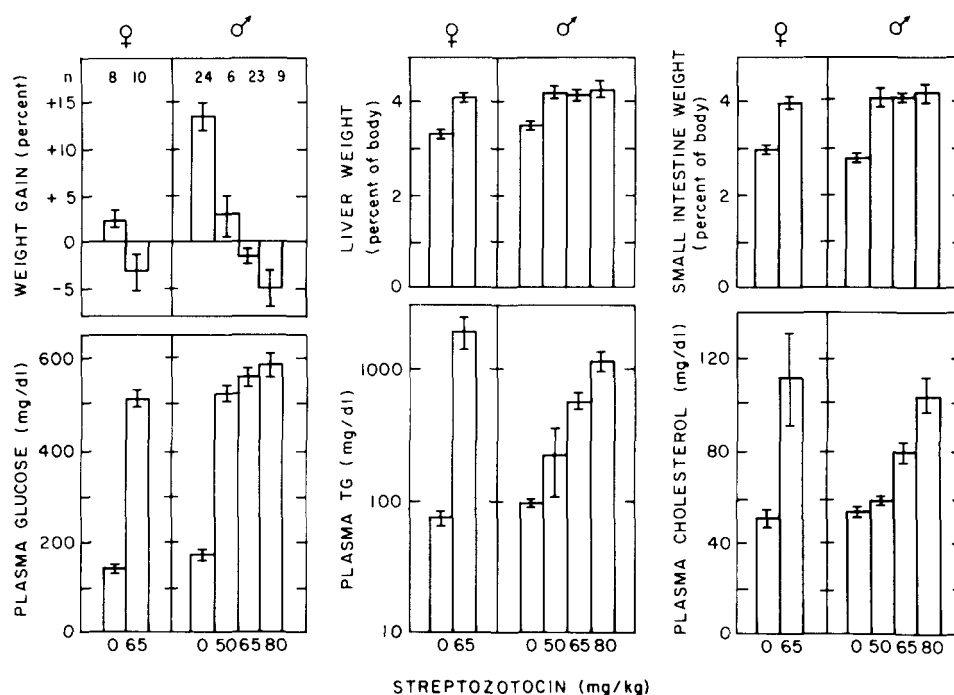 ♀ ♂
n 8 10 24 6 23 9
WEIGHT GAIN (percent)
+15
+10
+ 5
0
-5
♀ ♂
LIVER WEIGHT
(percent of body)
4
2
0
♀ ♂
SMALL INTESTINE WEIGHT
(percent of body)
4
2
0
PLASMA GLUCOSE (mg/dl)
600
400
200
0
0 65 0 50 65 80
PLASMA TG (mg/dl)
1000
100
10
0 65 0 50 65 80
PLASMA CHOLESTEROL (mg/dl)
120
80
40
0
0 65 0 50 65 80
STREPTOZOTOCIN (mg/kg)